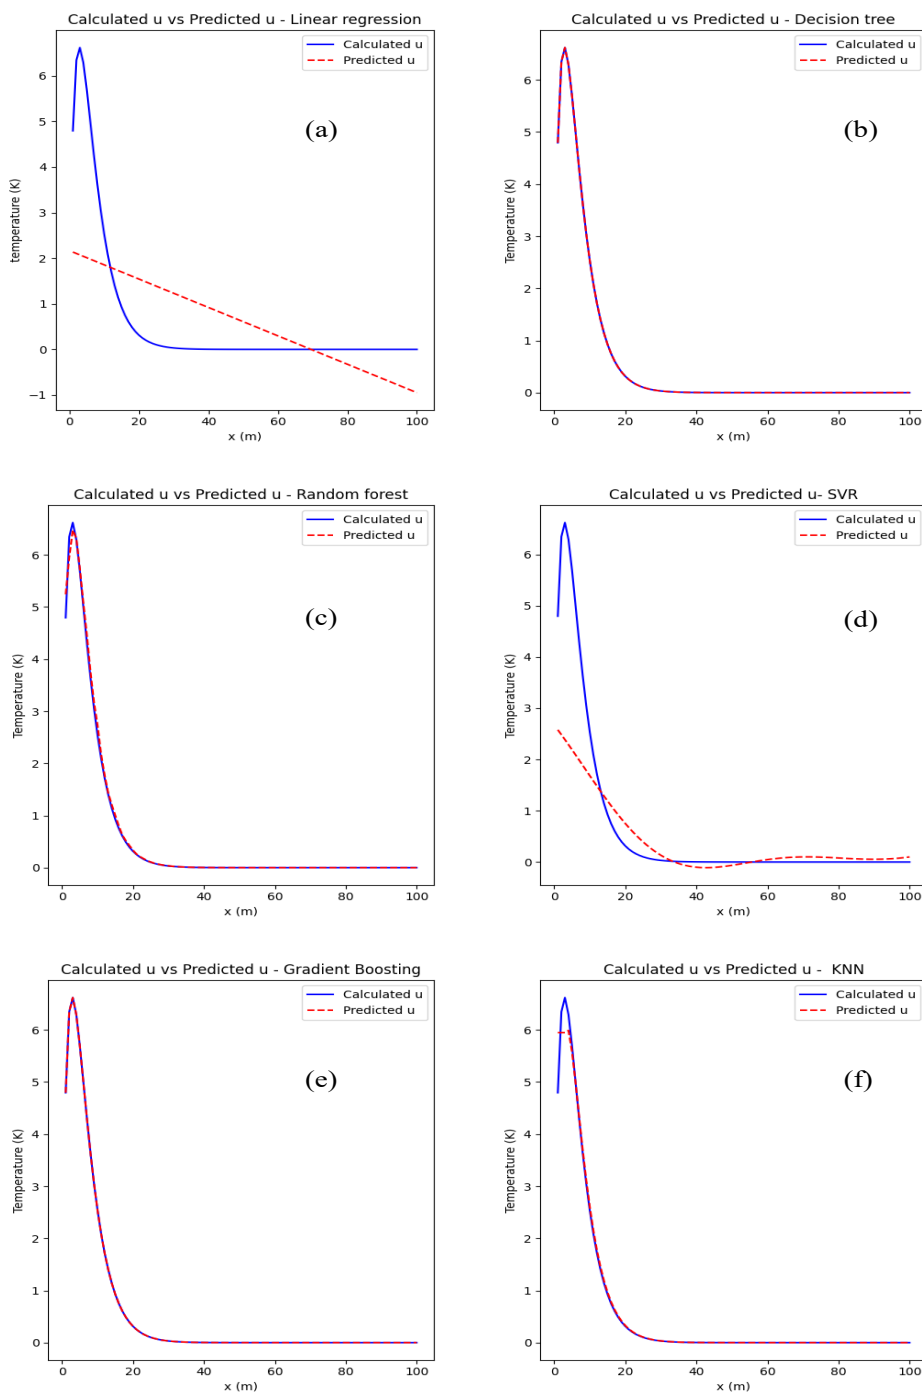 Calculated u vs Predicted u - Linear regression
Calculated u
Predicted u
(a)
temperature (K)
6
5
4
3
2
1
0
−1
0 20 40 60 80 100
x (m)
Calculated u vs Predicted u - Decision tree
Calculated u
Predicted u
(b)
Temperature (K)
6
5
4
3
2
1
0
0 20 40 60 80 100
x (m)
Calculated u vs Predicted u - Random forest
Calculated u
Predicted u
(c)
Temperature (K)
6
5
4
3
2
1
0
0 20 40 60 80 100
x (m)
Calculated u vs Predicted u- SVR
Calculated u
Predicted u
(d)
Temperature (K)
6
5
4
3
2
1
0
0 20 40 60 80 100
x (m)
Calculated u vs Predicted u - Gradient Boosting
Calculated u
Predicted u
(e)
Temperature (K)
6
5
4
3
2
1
0
0 20 40 60 80 100
x (m)
Calculated u vs Predicted u -  KNN
Calculated u
Predicted u
(f)
Temperature (K)
6
5
4
3
2
1
0
0 20 40 60 80 100
x (m)